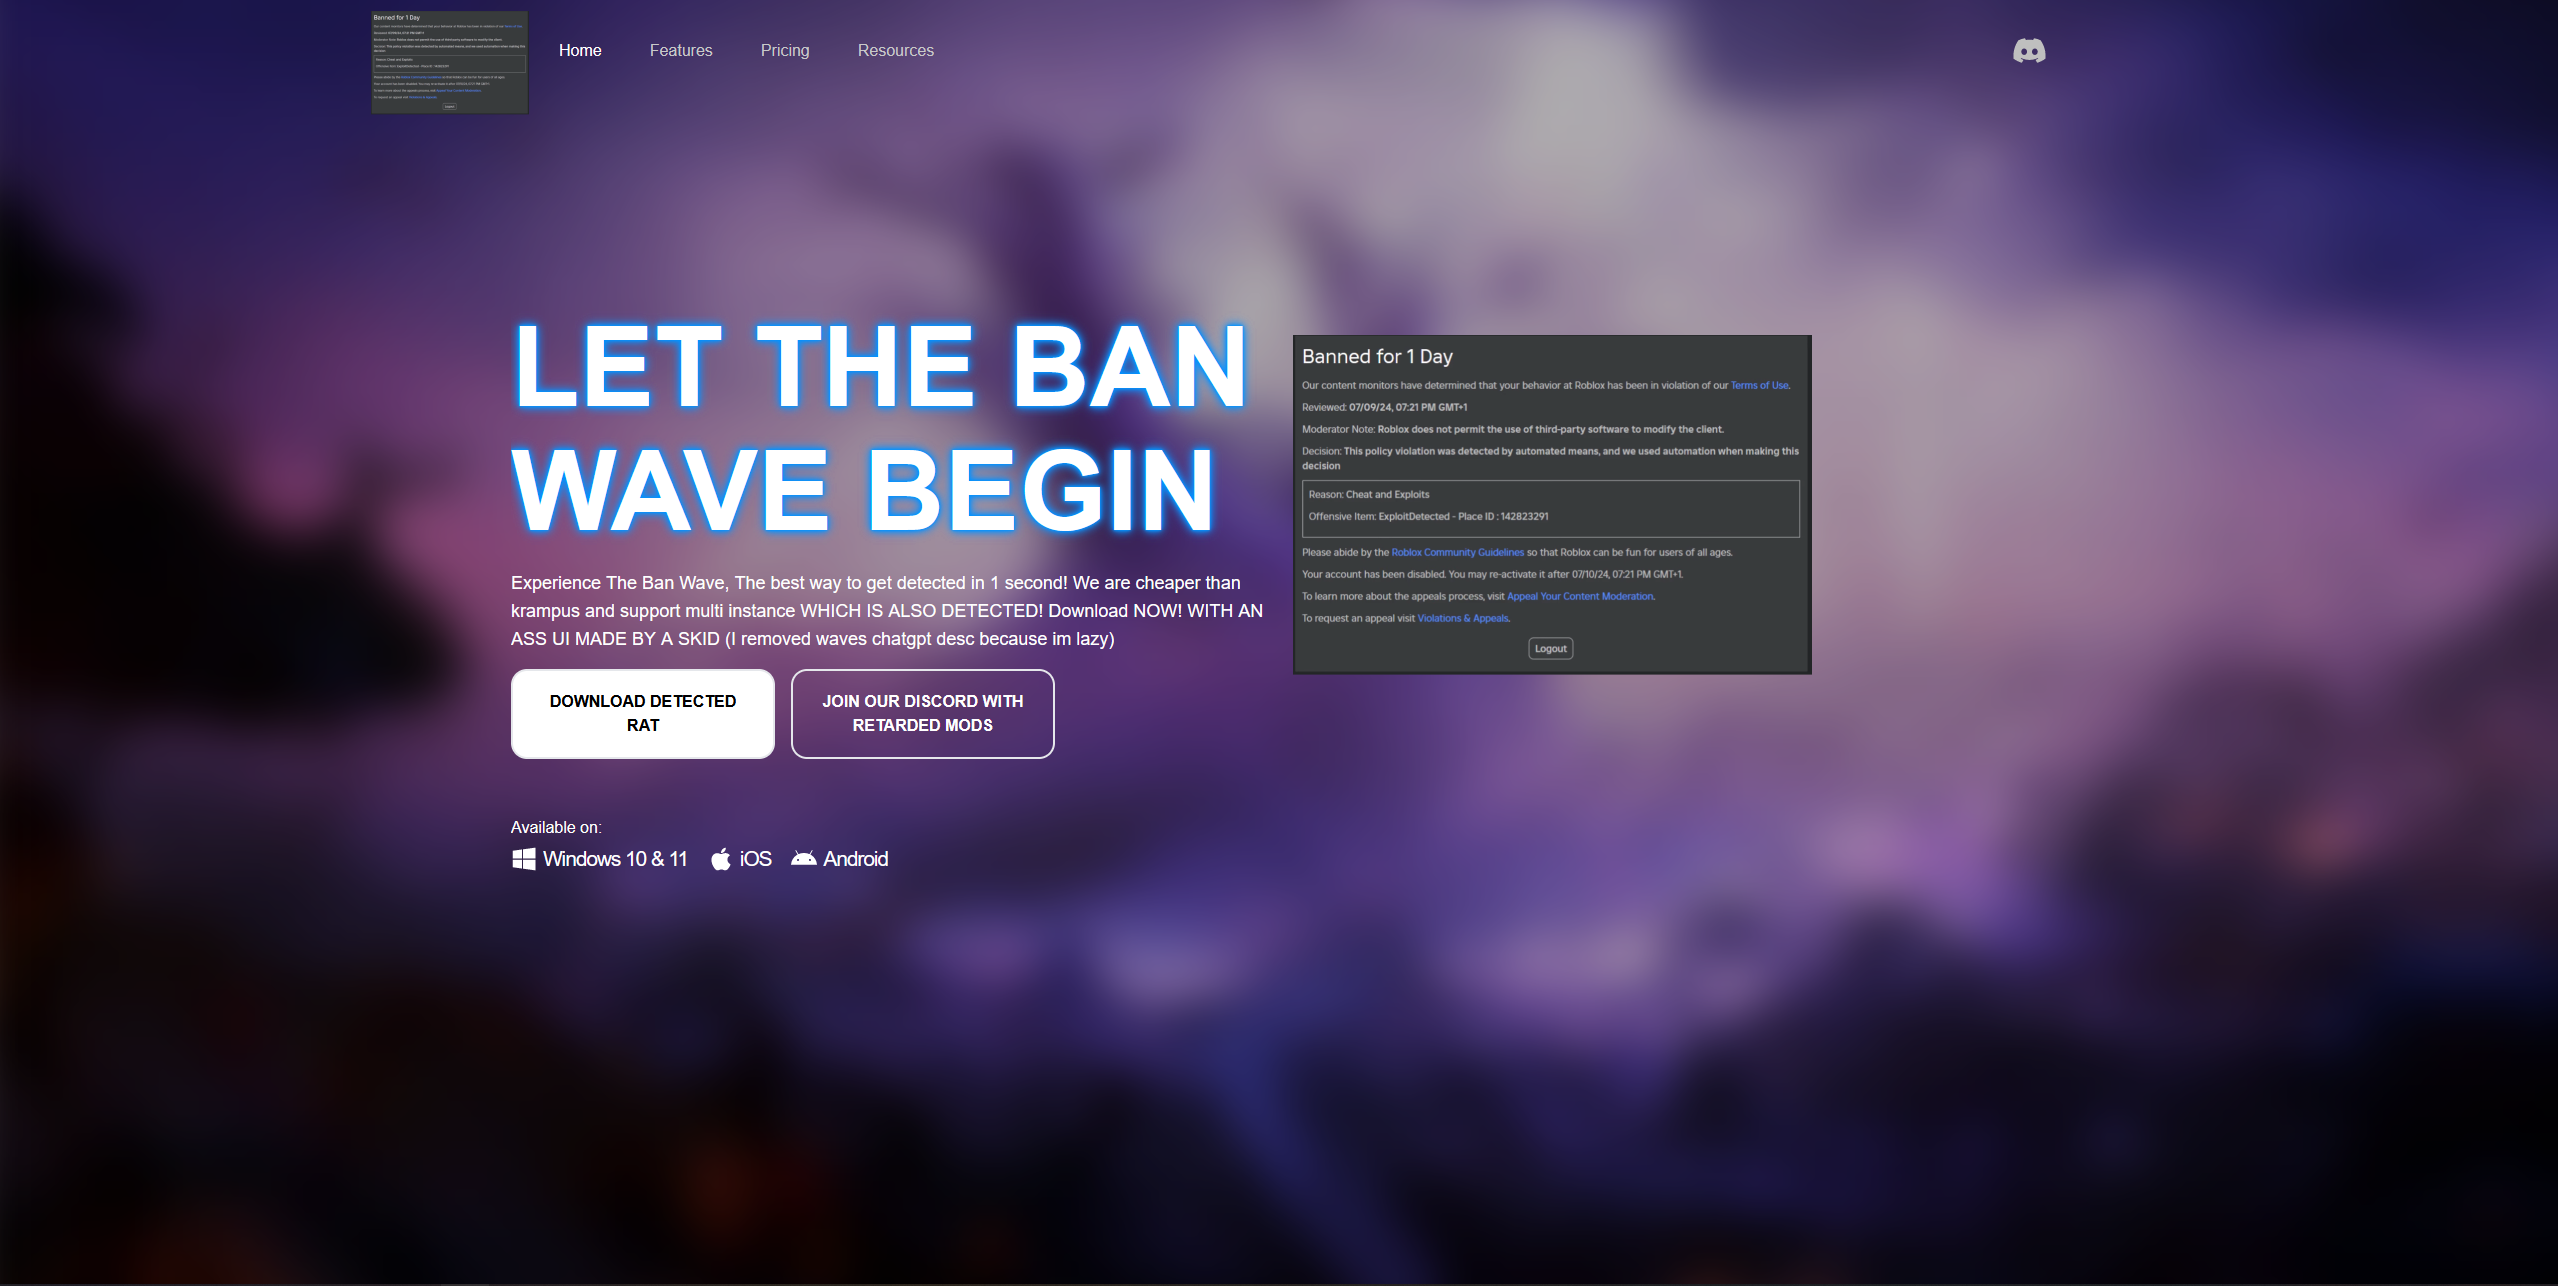 Home
Features
Pricing
Resources
LET THE BAN
WAVE BEGIN
Experience The Ban Wave, The best way to get detected in 1 second! We are cheaper than
krampus and support multi instance WHICH IS ALSO DETECTED! Download NOW! WITH AN
ASS UI MADE BY A SKID (I removed waves chatgpt desc because im lazy)
DOWNLOAD DETECTED
RAT
JOIN OUR DISCORD WITH
RETARDED MODS
Available on:
Windows 10 & 11
iOS
Android
Banned for 1 Day
Our content monitors have determined that your behavior at Roblox has been in violation of our Terms of Use.
Reviewed: 07/09/24, 07:21 PM GMT+1
Moderator Note: Roblox does not permit the use of third-party software to modify the client.
Decision: This policy violation was detected by automated means, and we used automation when making this
decision
Reason: Cheat and Exploits
Offensive Item: ExploitDetected - Place ID : 142823291
Please abide by the Roblox Community Guidelines so that Roblox can be fun for users of all ages.
Your account has been disabled. You may re-activate it after 07/10/24, 07:21 PM GMT+1.
To learn more about the appeals process, visit Appeal Your Content Moderation.
To request an appeal visit Violations & Appeals.
Logout